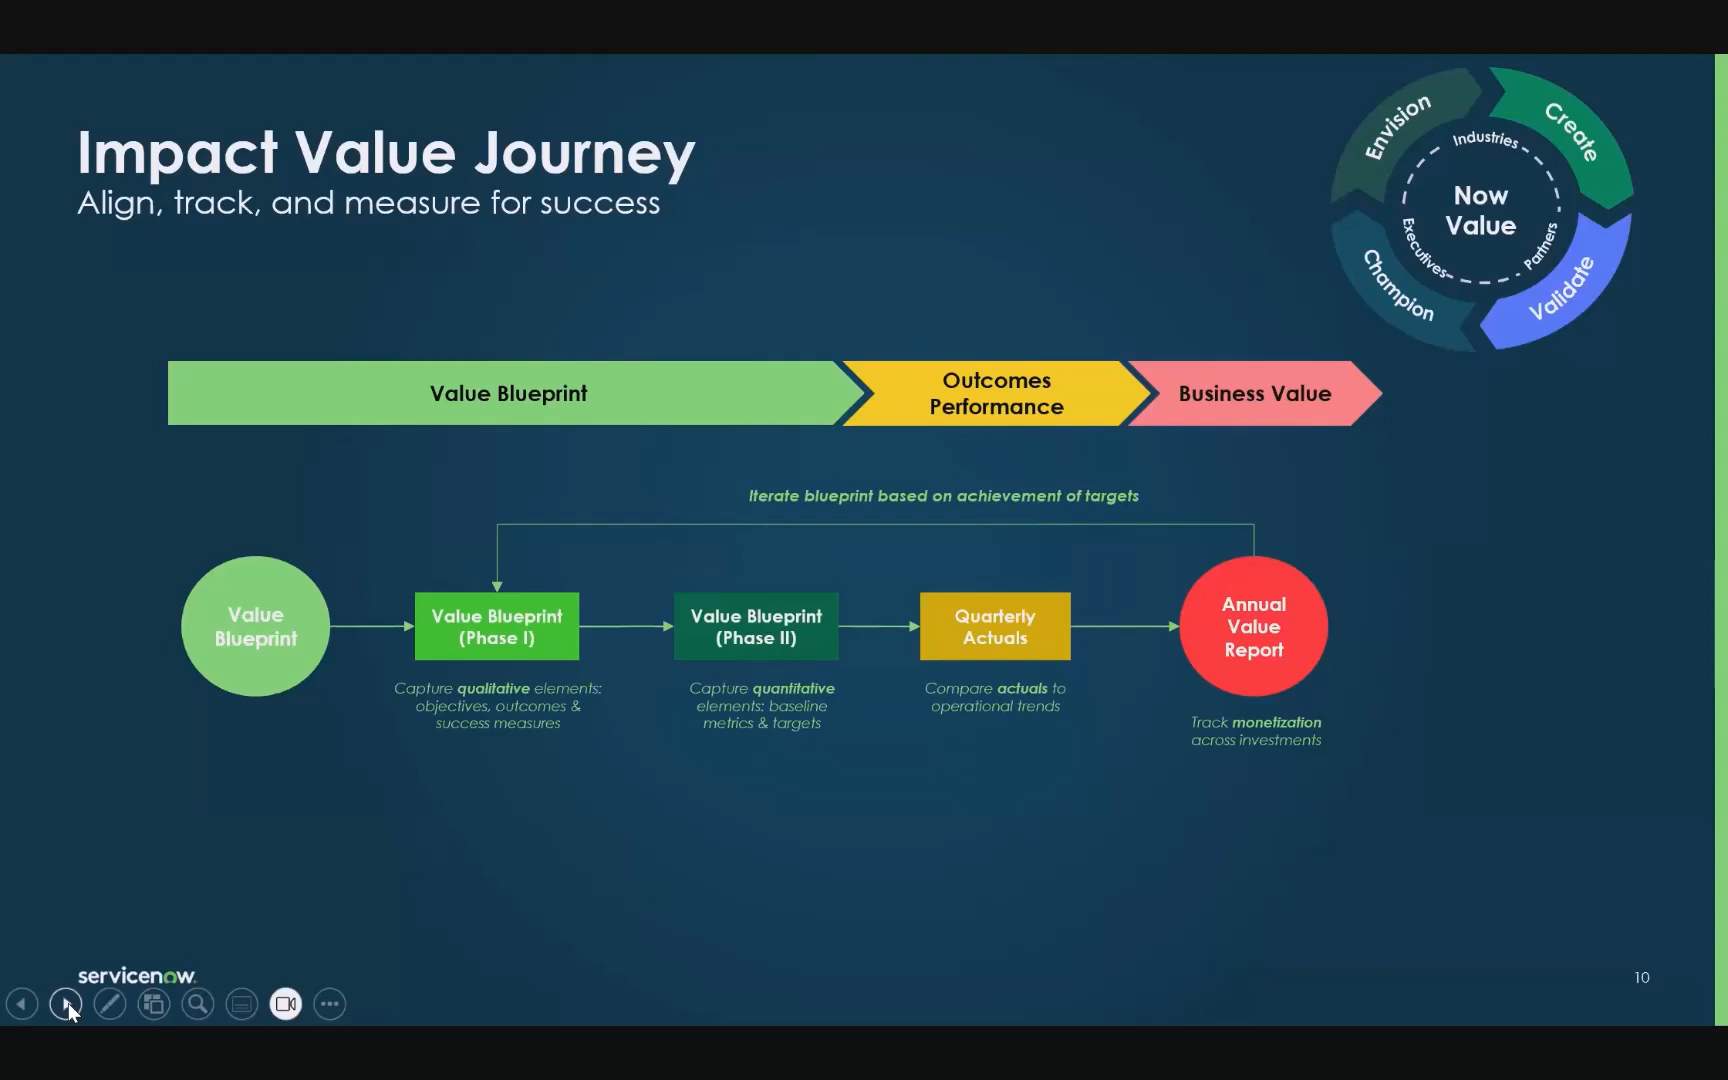 Impact Value Journey
Align, track, and measure for success
Envision
Create
Industries
Now
Value
Executives
Partners
Champion
Validate
Value Blueprint
Outcomes
Performance
Business Value
Iterate blueprint based on achievement of targets
Value
Blueprint
Value Blueprint
(Phase I)
Capture qualitative elements:
objectives, outcomes &
success measures
Value Blueprint
(Phase II)
Capture quantitative
elements: baseline
metrics & targets
Quarterly
Actuals
Compare actuals to
operational trends
Annual
Value
Report
Track monetization
across investments
servicenow.
10